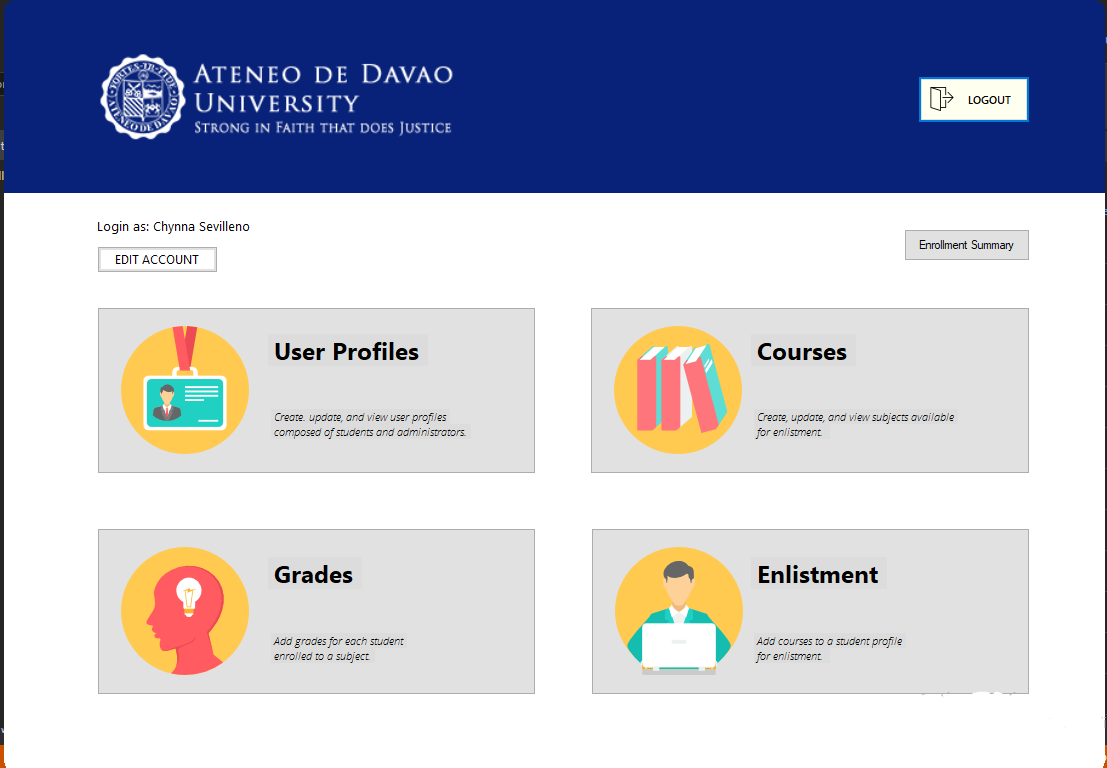 ATENEO DE DAVAO
UNIVERSITY
STRONG IN FAITH THAT DOES JUSTICE
LOGOUT
Login as: Chynna Sevilleno
EDIT ACCOUNT
Enrollment Summary
User Profiles
Create. update, and view user profiles
composed of students and administrators.
Courses
Create, update, and view subjects available
for enlistment.
Grades
Add grades for each student
enrolled to a subject.
Enlistment
Add courses to a student profile
for enlistment.